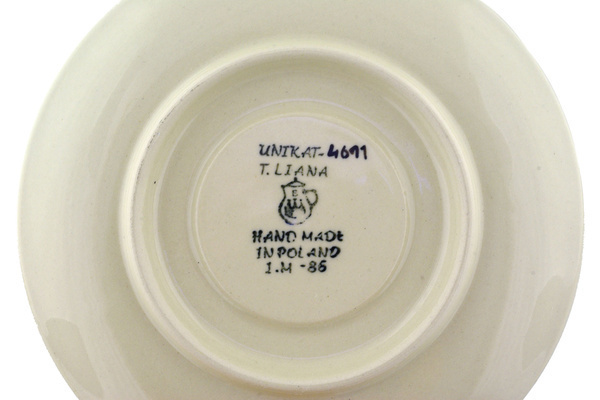 UNIKAT-4691
T. LIANA
HAND MADE
IN POLAND
I.M -86